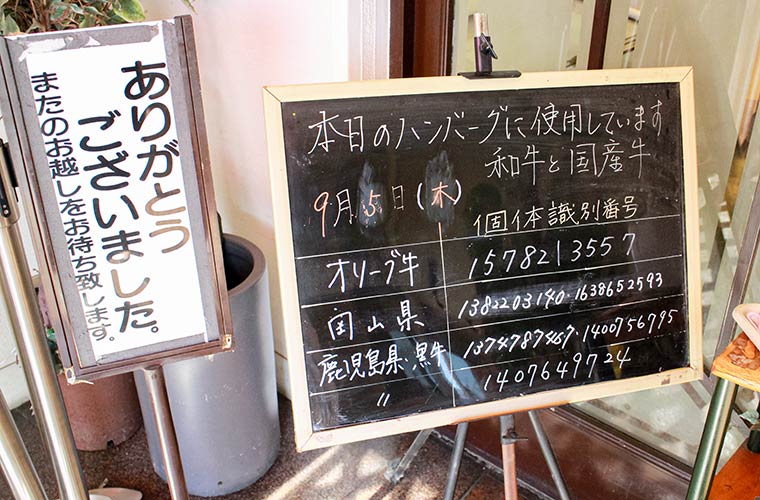 ありがとう
ございました。
またのお越しをお待ち致します。
本日のハンバーグに使用しています
和牛と国産牛
9月5日(木) 個体識別番号
オリーブ牛 1578213557
岡山県 1382203140・1638652593
鹿児島県・黒牛 1374787467・1400756795
〃 1407649724